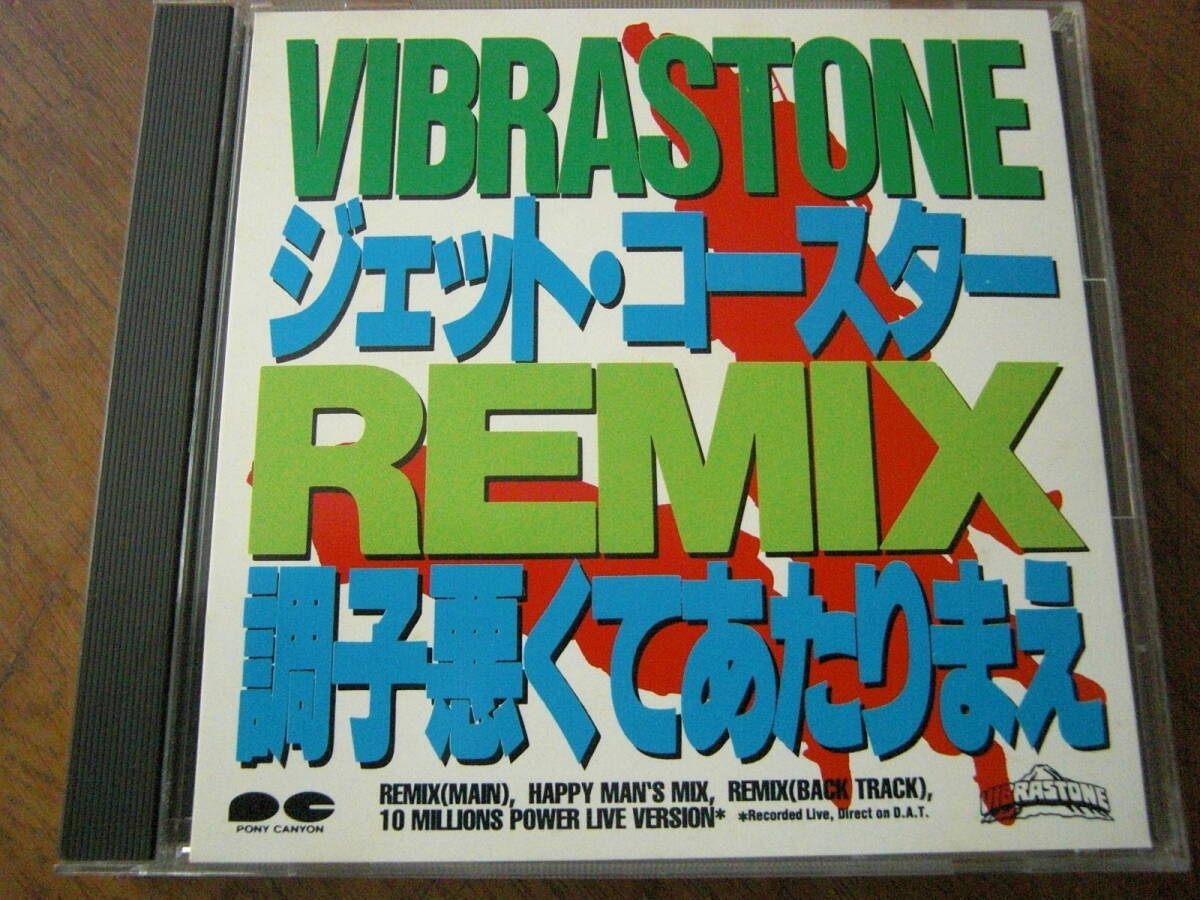 VIBRASTONE
ジェット・コースター
REMIX
調子悪くてあたりまえ
REMIX(MAIN), HAPPY MAN'S MIX, REMIX(BACK TRACK),
10 MILLIONS POWER LIVE VERSION* *Recorded Live, Direct on D.A.T.
PC
PONY CANYON
VIBRASTONE